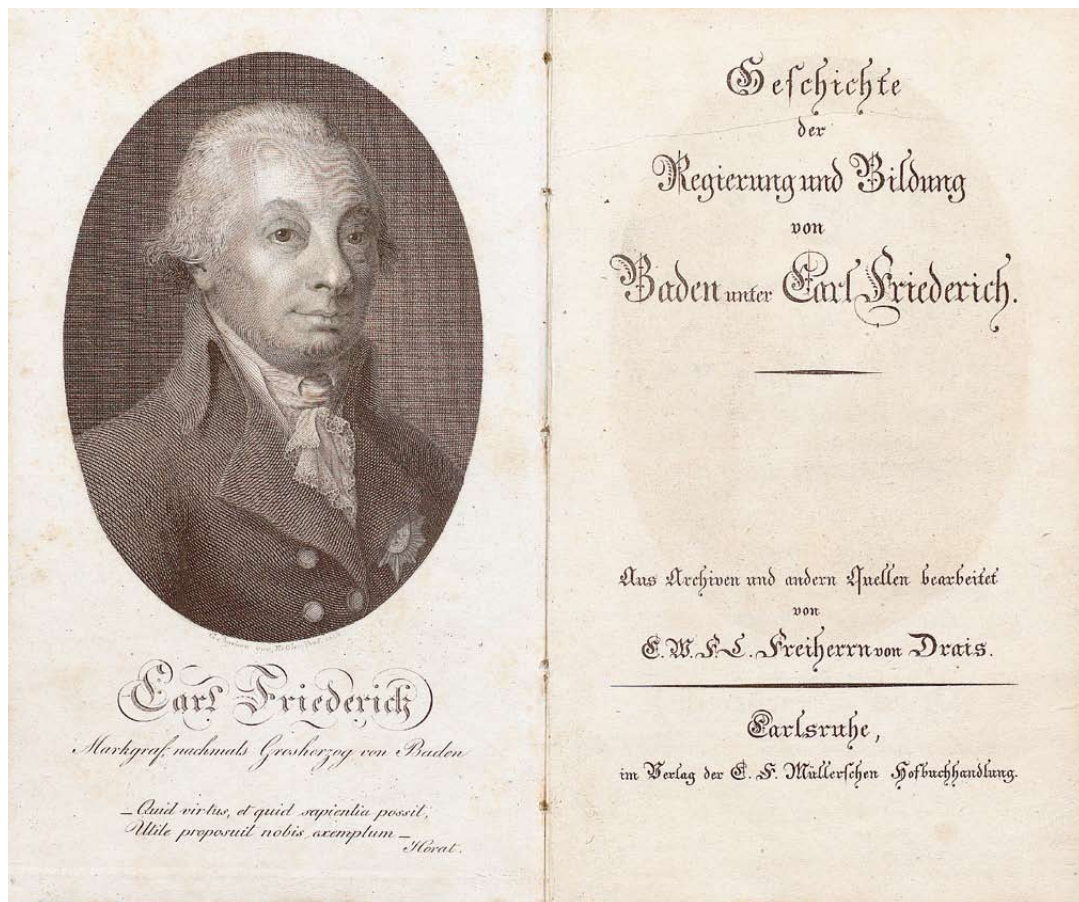 Carl Friederich
Markgraf, nachmals Grosherzog von Baden
— Quid virtus, et quid sapientia possit,
Utile proposuit nobis exemplum —
Horat.
Geschichte
der
Regierung und Bildung
von
Baden unter Carl Friederich.
Aus Archiven und andern Quellen bearbeitet
von
C. W. F. L. Freiherrn von Drais.
Carlsruhe,
im Verlag der C. F. Müllerschen Hofbuchhandlung.